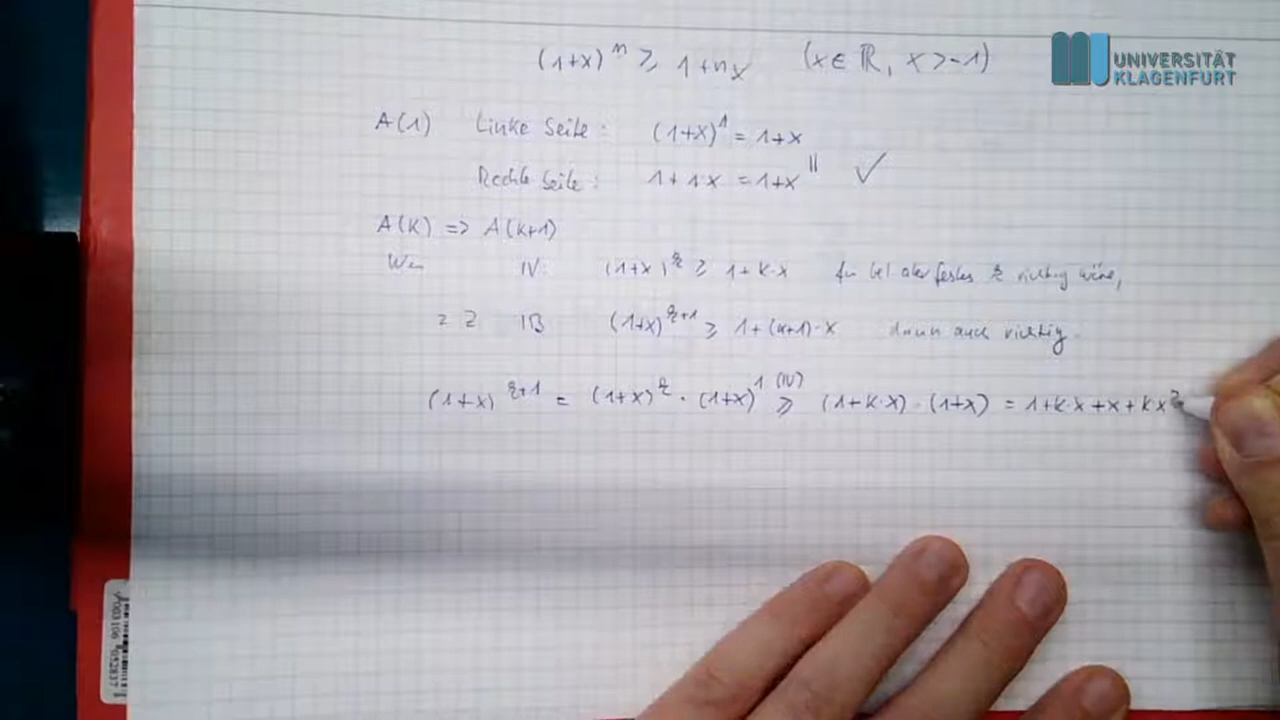 (1+x)^n ≥ 1+nx (x ∈ ℝ, x > -1)
UNIVERSITÄT
KLAGENFURT
A(1) Linke Seite: (1+x)^1 = 1+x
Rechte Seite: 1 + 1·x = 1+x || ✓
A(k) => A(k+1)
Wenn IV: (1+x)^k ≥ 1 + k·x für bel aber festes k richtig wäre,
z Z IB (1+x)^{k+1} ≥ 1 + (k+1)·x dann auch richtig.
(1+x)^{k+1} = (1+x)^k · (1+x)^1 ≥ (IV) (1+k·x) · (1+x) = 1+k·x+x+kx²